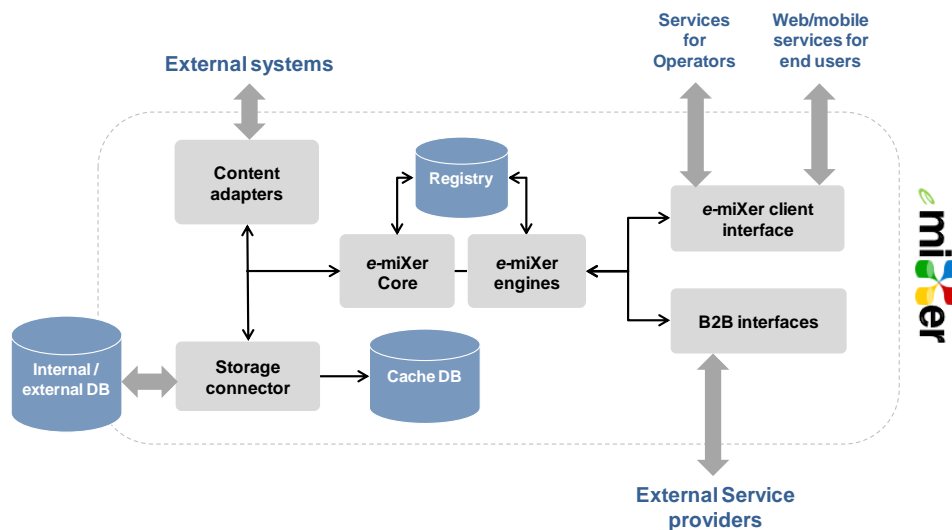 Services
for
Operators
Web/mobile
services for
end users
External systems
Content
adapters
Registry
e-miXer client
interface
e-miXer
Core
e-miXer
engines
B2B interfaces
Internal /
external DB
Storage
connector
Cache DB
External Service
providers
emixer